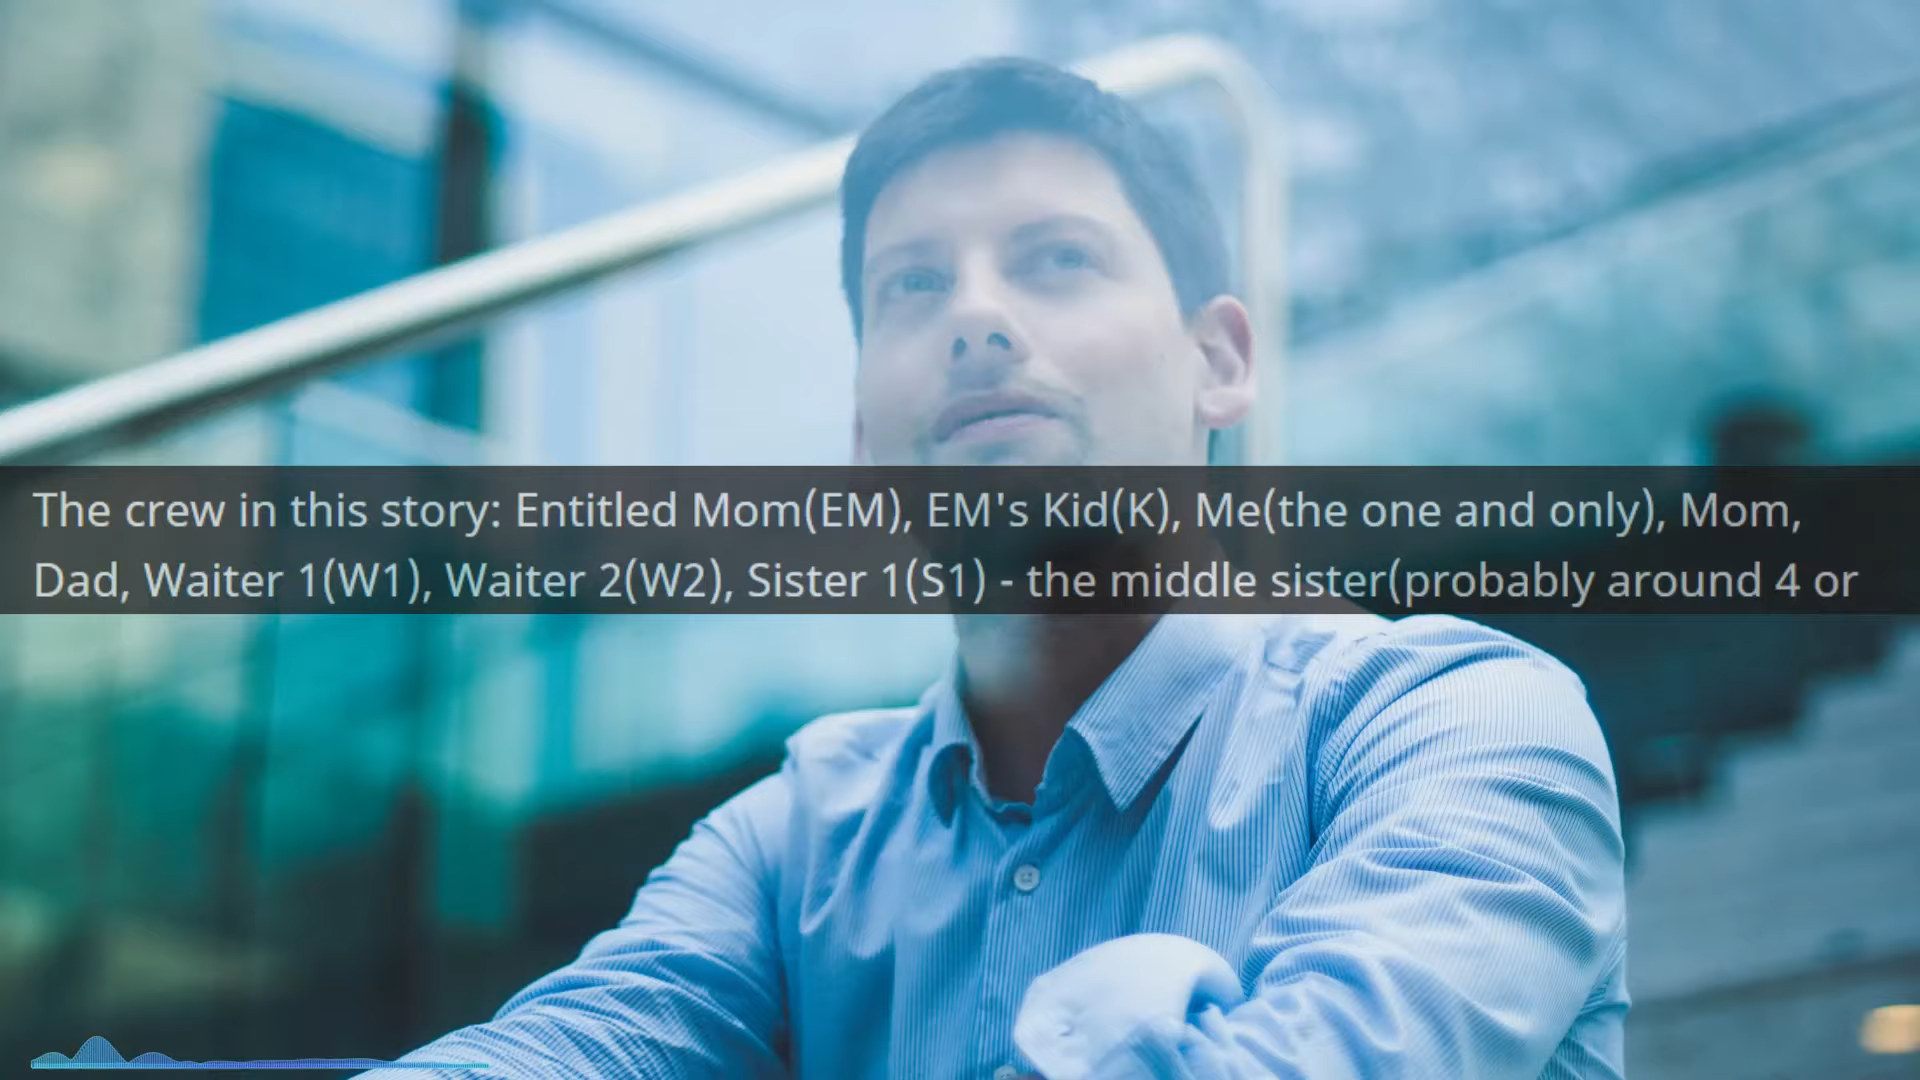 The crew in this story: Entitled Mom(EM), EM's Kid(K), Me(the one and only), Mom,
Dad, Waiter 1(W1), Waiter 2(W2), Sister 1(S1) - the middle sister(probably around 4 or